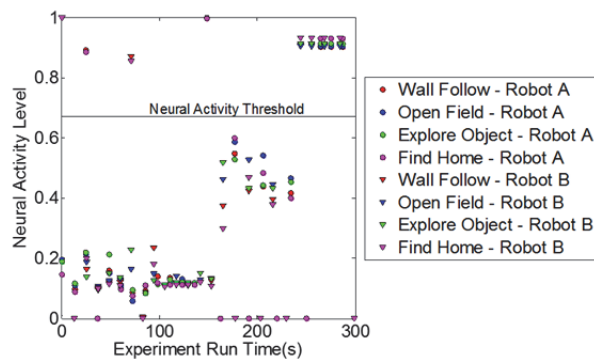 1
0.8
0.6
0.4
0.2
0
0
100
200
300
Neural Activity Level
Experiment Run Time(s)
Neural Activity Threshold
Wall Follow - Robot A
Open Field - Robot A
Explore Object - Robot A
Find Home - Robot A
Wall Follow - Robot B
Open Field - Robot B
Explore Object - Robot B
Find Home - Robot B